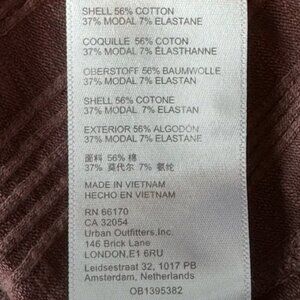 SHELL 56% COTTON
37% MODAL 7% ELASTANE
COQUILLE 56% COTON
37% MODAL 7% ÉLASTHANNE
OBERSTOFF 56% BAUMWOLLE
37% MODAL 7% ELASTAN
SHELL 56% COTONE
37% MODAL. 7% ELASTAN
EXTERIOR 56% ALGODÓN
37% MODAL 7% ELASTANE
面料 56% 棉
37% 莫代尔 7% 氨纶
MADE IN VIETNAM
HECHO EN VIETNAM
RN 66170
CA 32054
Urban Outfitters,Inc.
146 Brick Lane
LONDON,E1 6RU
Leidsestraat 32, 1017 PB
Amsterdam, Netherlands
OB1395382